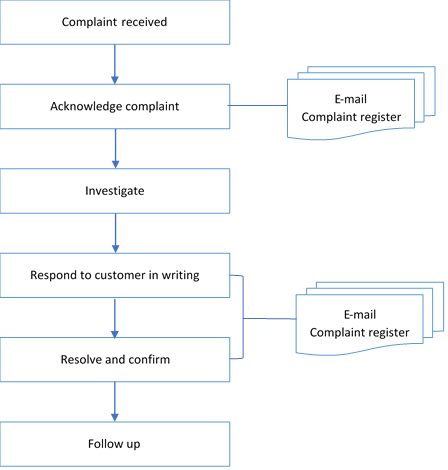 Complaint received
Acknowledge complaint
E-mail
Complaint register
Investigate
Respond to customer in writing
E-mail
Complaint register
Resolve and confirm
Follow up